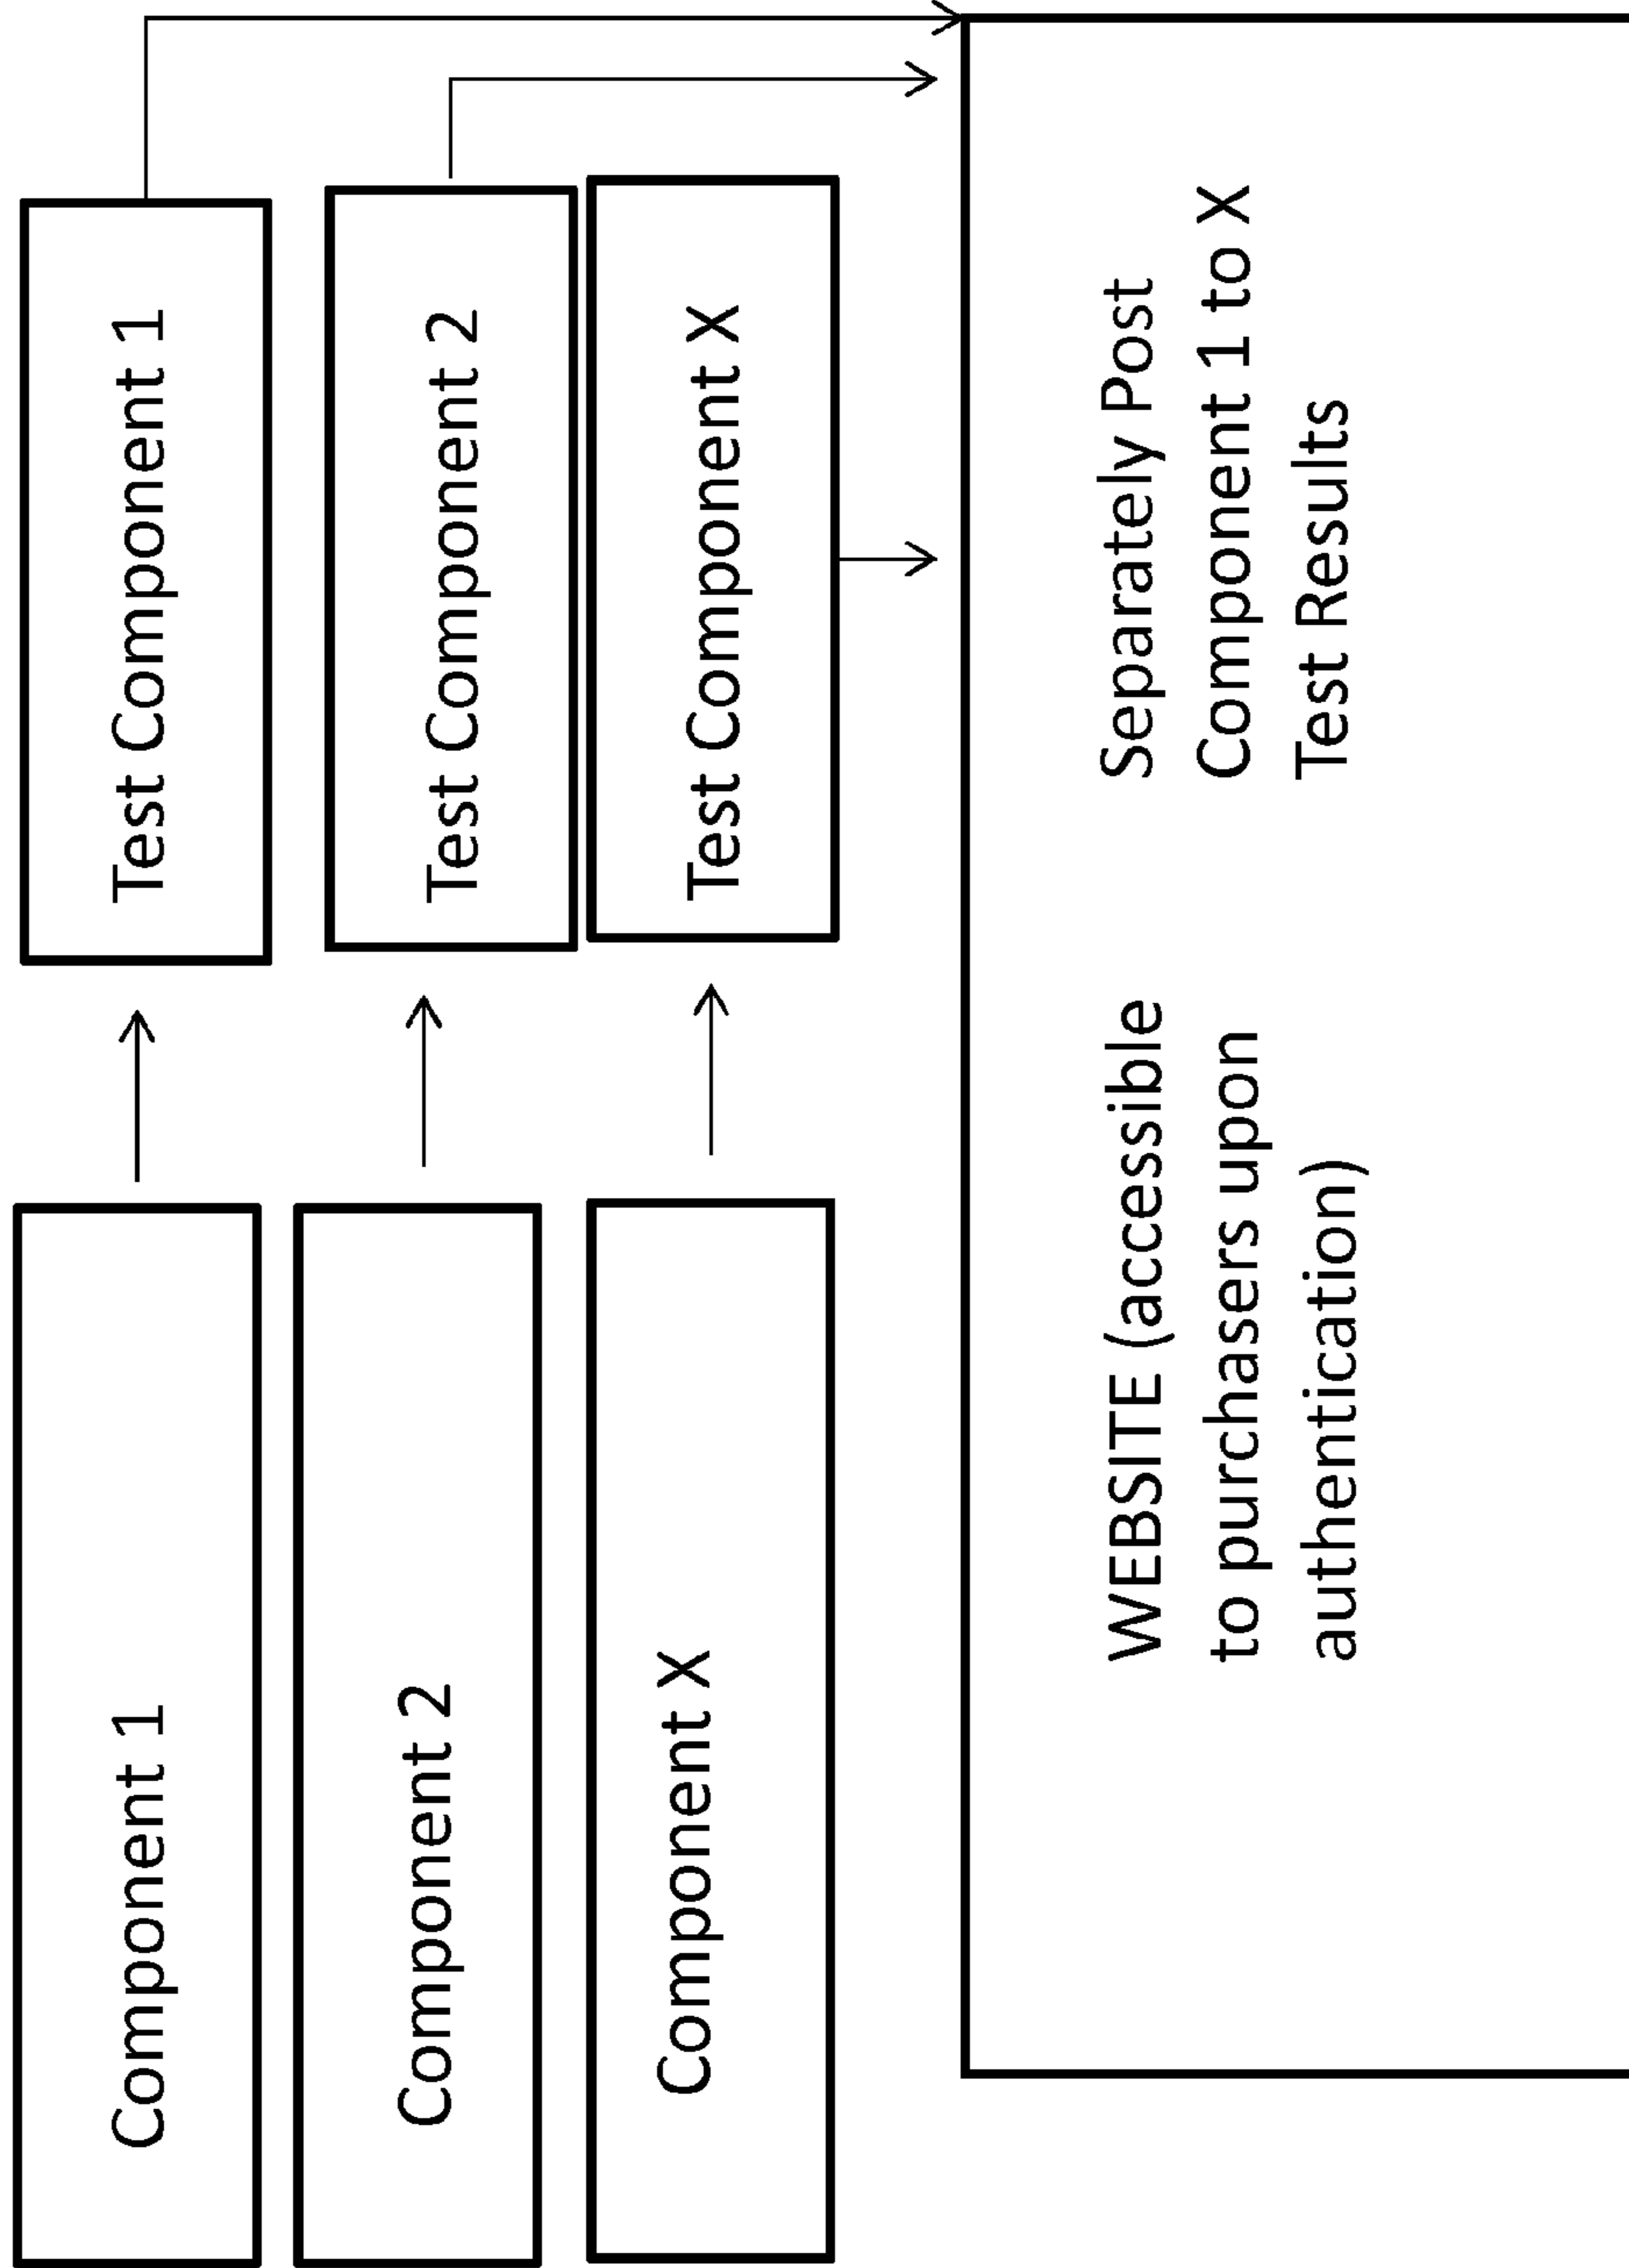 Component 1
Test Component 1
Component 2
Test Component 2
Component X
Test Component X
WEBSITE (accessible
to purchasers upon
authentication)
Separately Post
Component 1 to X
Test Results